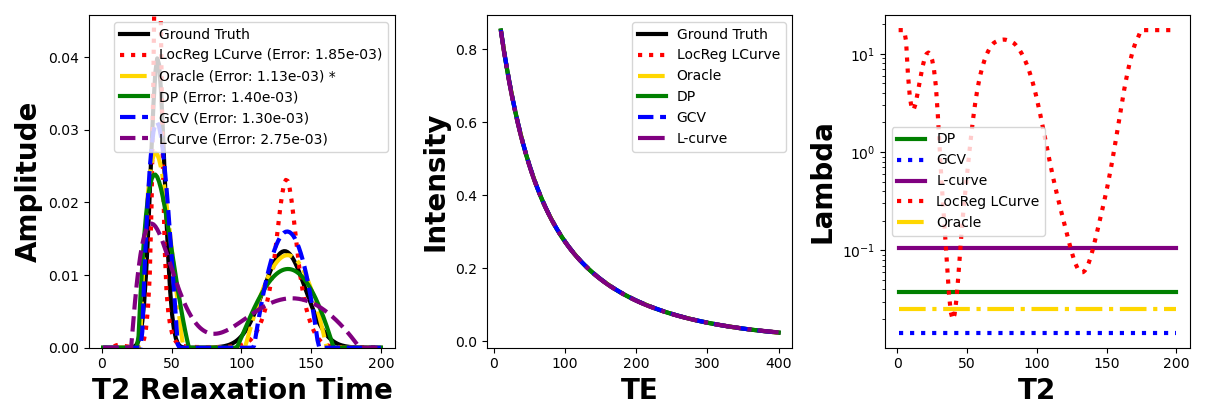 Amplitude
0.04
0.03
0.02
0.01
0.00
Ground Truth
LocReg LCurve (Error: 1.85e-03)
Oracle (Error: 1.13e-03) *
DP (Error: 1.40e-03)
GCV (Error: 1.30e-03)
LCurve (Error: 2.75e-03)
0 50 100 150 200
T2 Relaxation Time
Intensity
0.8
0.6
0.4
0.2
0.0
Ground Truth
LocReg LCurve
Oracle
DP
GCV
L-curve
0 100 200 300 400
TE
Lambda
10¹
10⁰
10⁻¹
DP
GCV
L-curve
LocReg LCurve
Oracle
0 50 100 150 200
T2